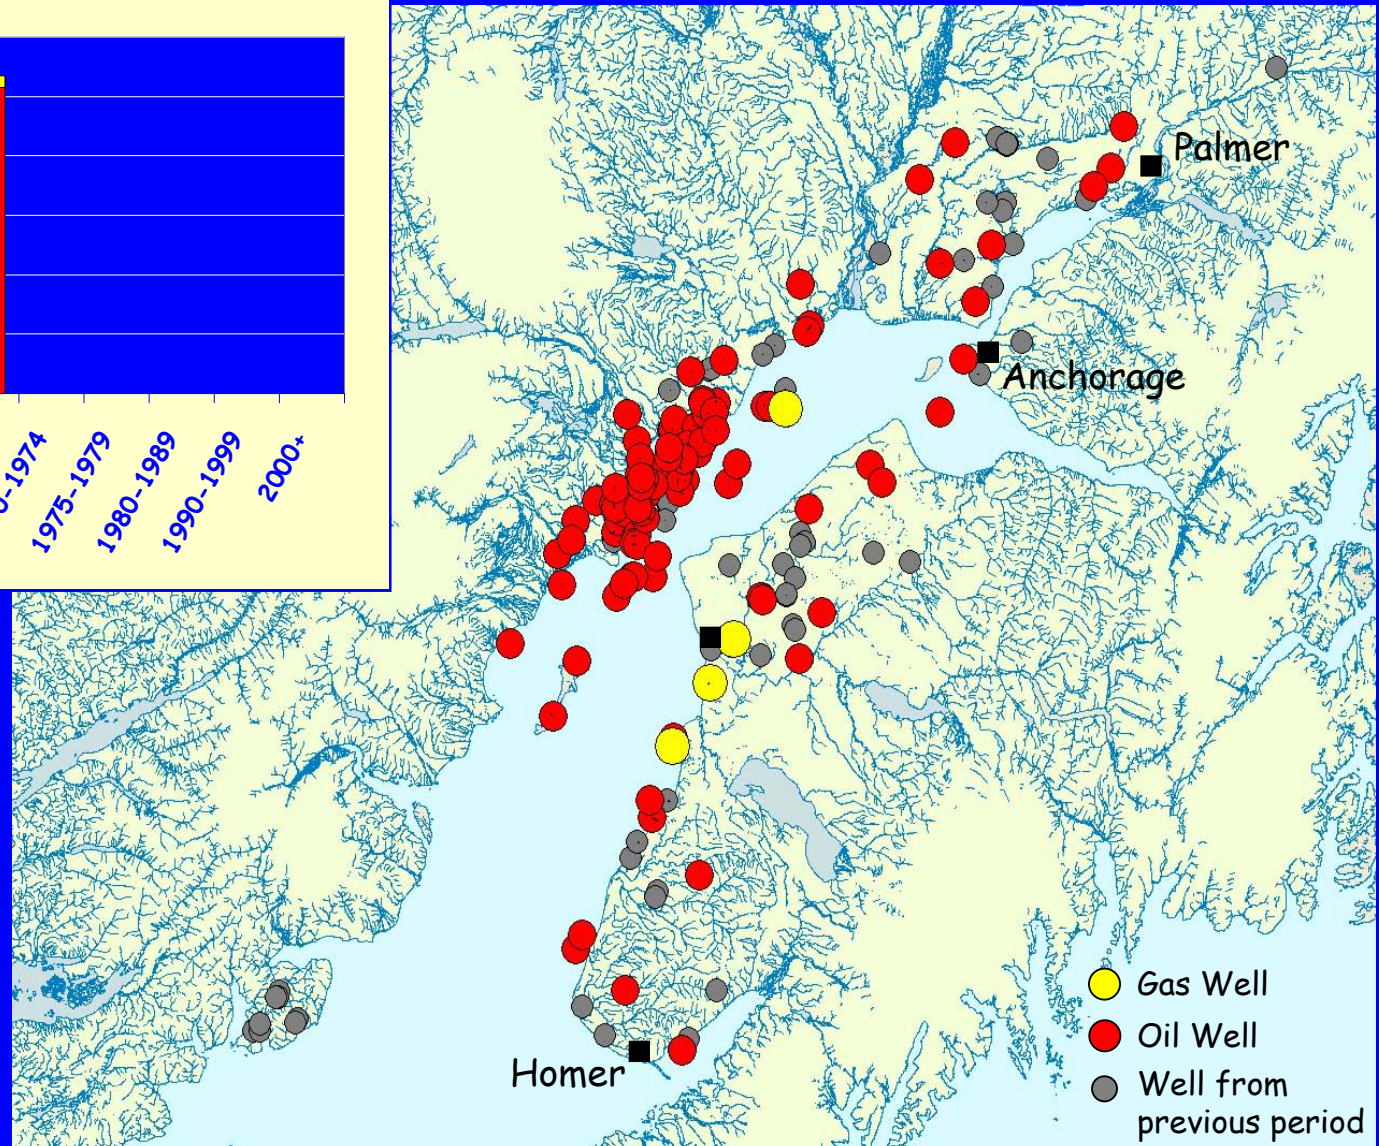 1975-1979
1980-1989
1990-1999
2000+
Palmer
Anchorage
Homer
Gas Well
Oil Well
Well from
previous period